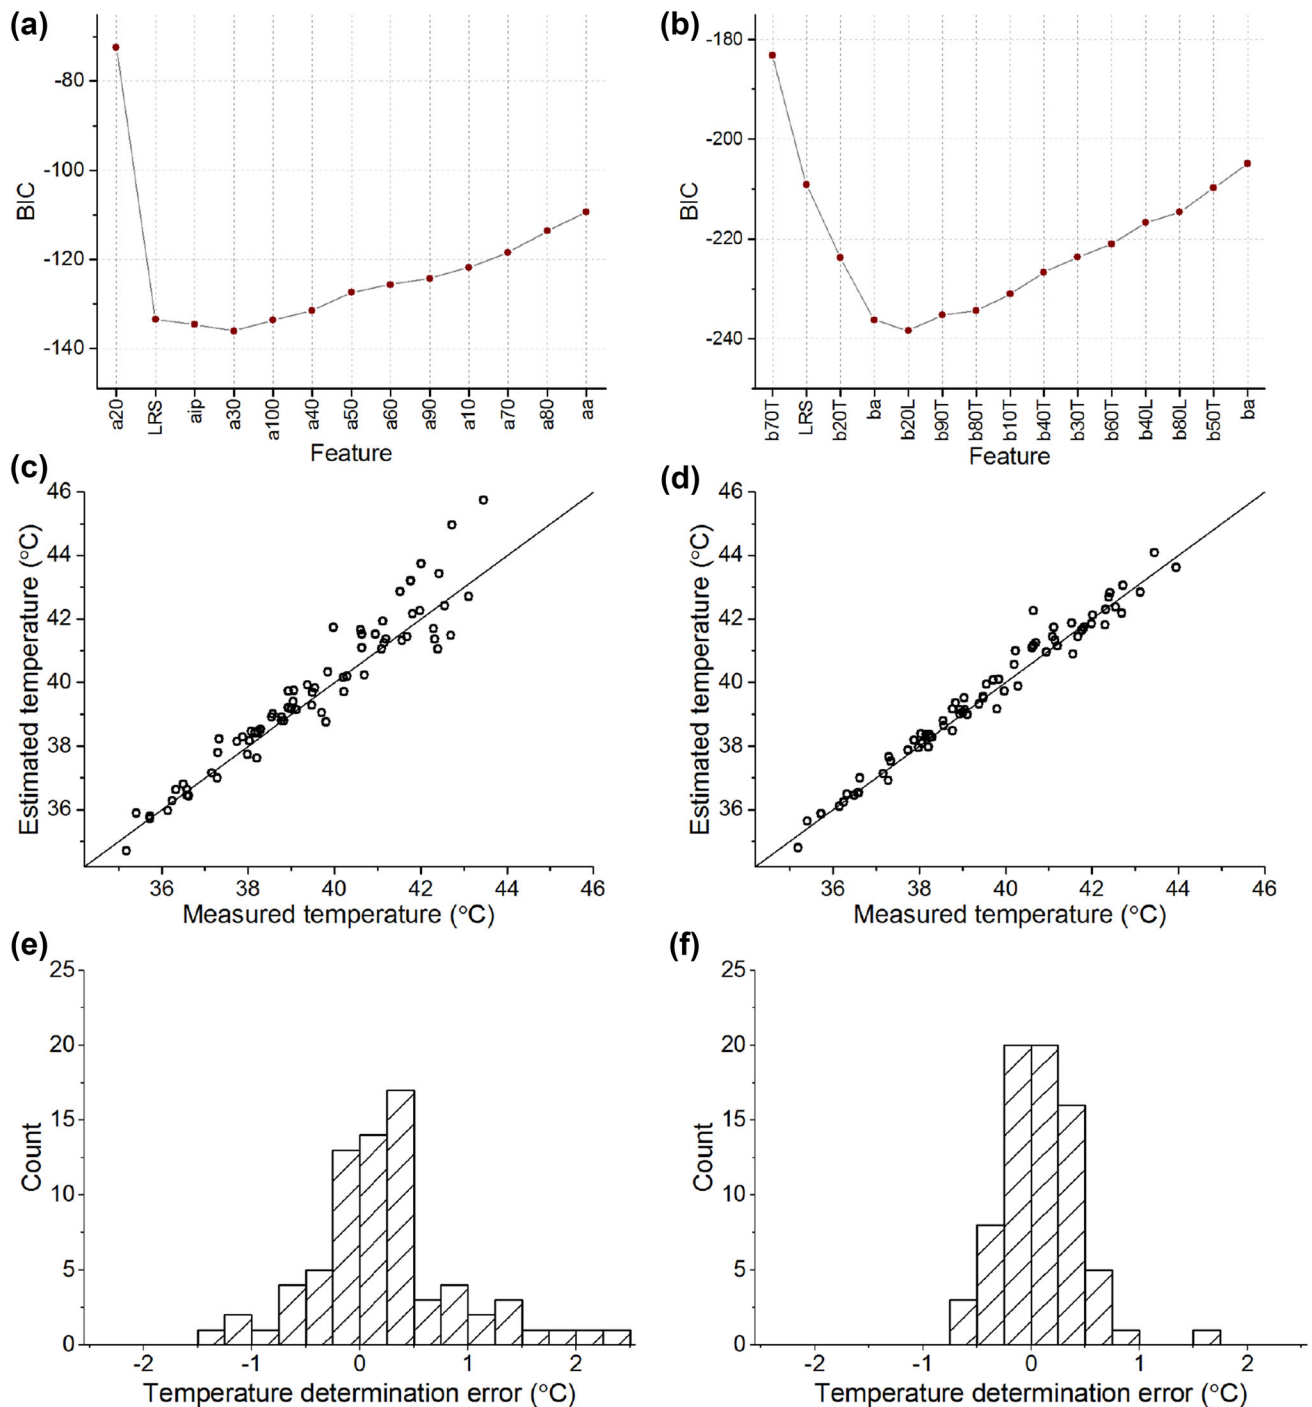 (a)
BIC
-80
-100
-120
-140
a20
LRS
aip
a30
a100
a40
a50
a60
a90
a10
a70
a80
aa
Feature
(b)
BIC
-180
-200
-220
-240
b70T
LRS
b20T
ba
b20L
b90T
b80T
b10T
b40T
b30T
b60T
b40L
b80L
b50T
ba
Feature
(c)
Estimated temperature (°C)
46
44
42
40
38
36
36 38 40 42 44 46
Measured temperature (°C)
(d)
Estimated temperature (°C)
46
44
42
40
38
36
36 38 40 42 44 46
Measured temperature (°C)
(e)
Count
25
20
15
10
5
0
-2 -1 0 1 2
Temperature determination error (°C)
(f)
Count
25
20
15
10
5
0
-2 -1 0 1 2
Temperature determination error (°C)